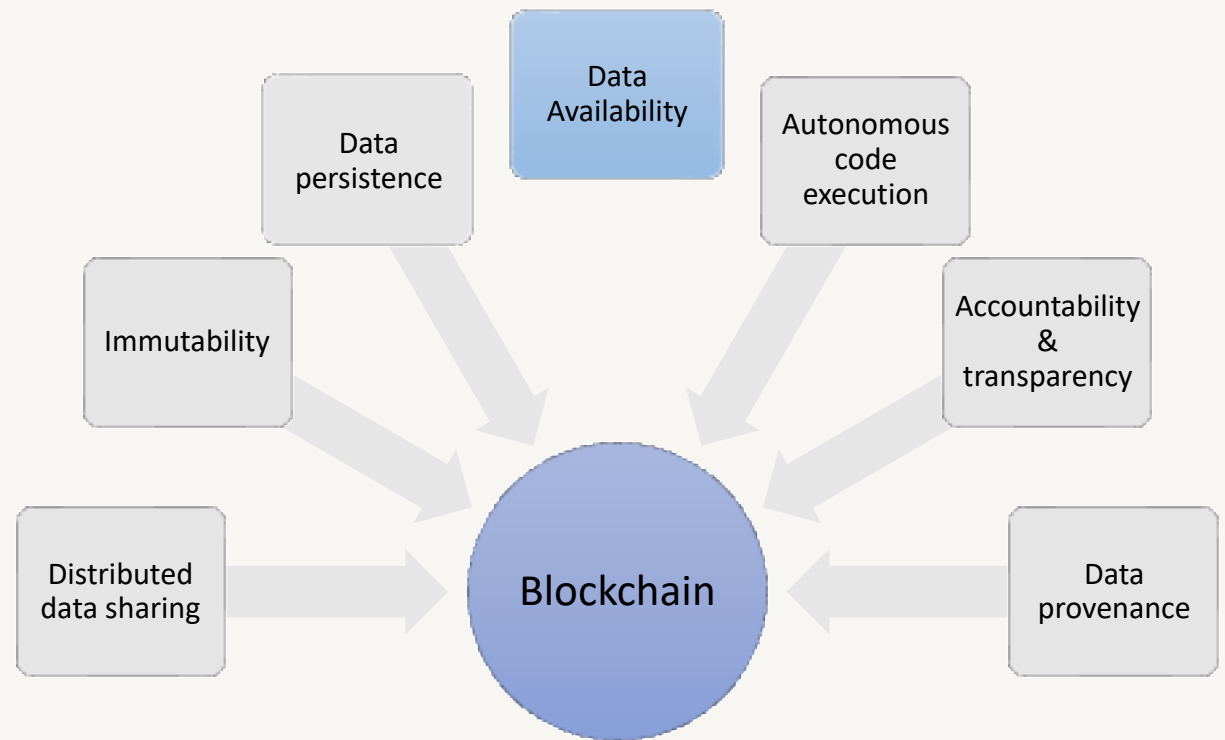 Data
Availability
Data
persistence
Autonomous
code
execution
Immutability
Accountability
&
transparency
Distributed
data sharing
Blockchain
Data
provenance